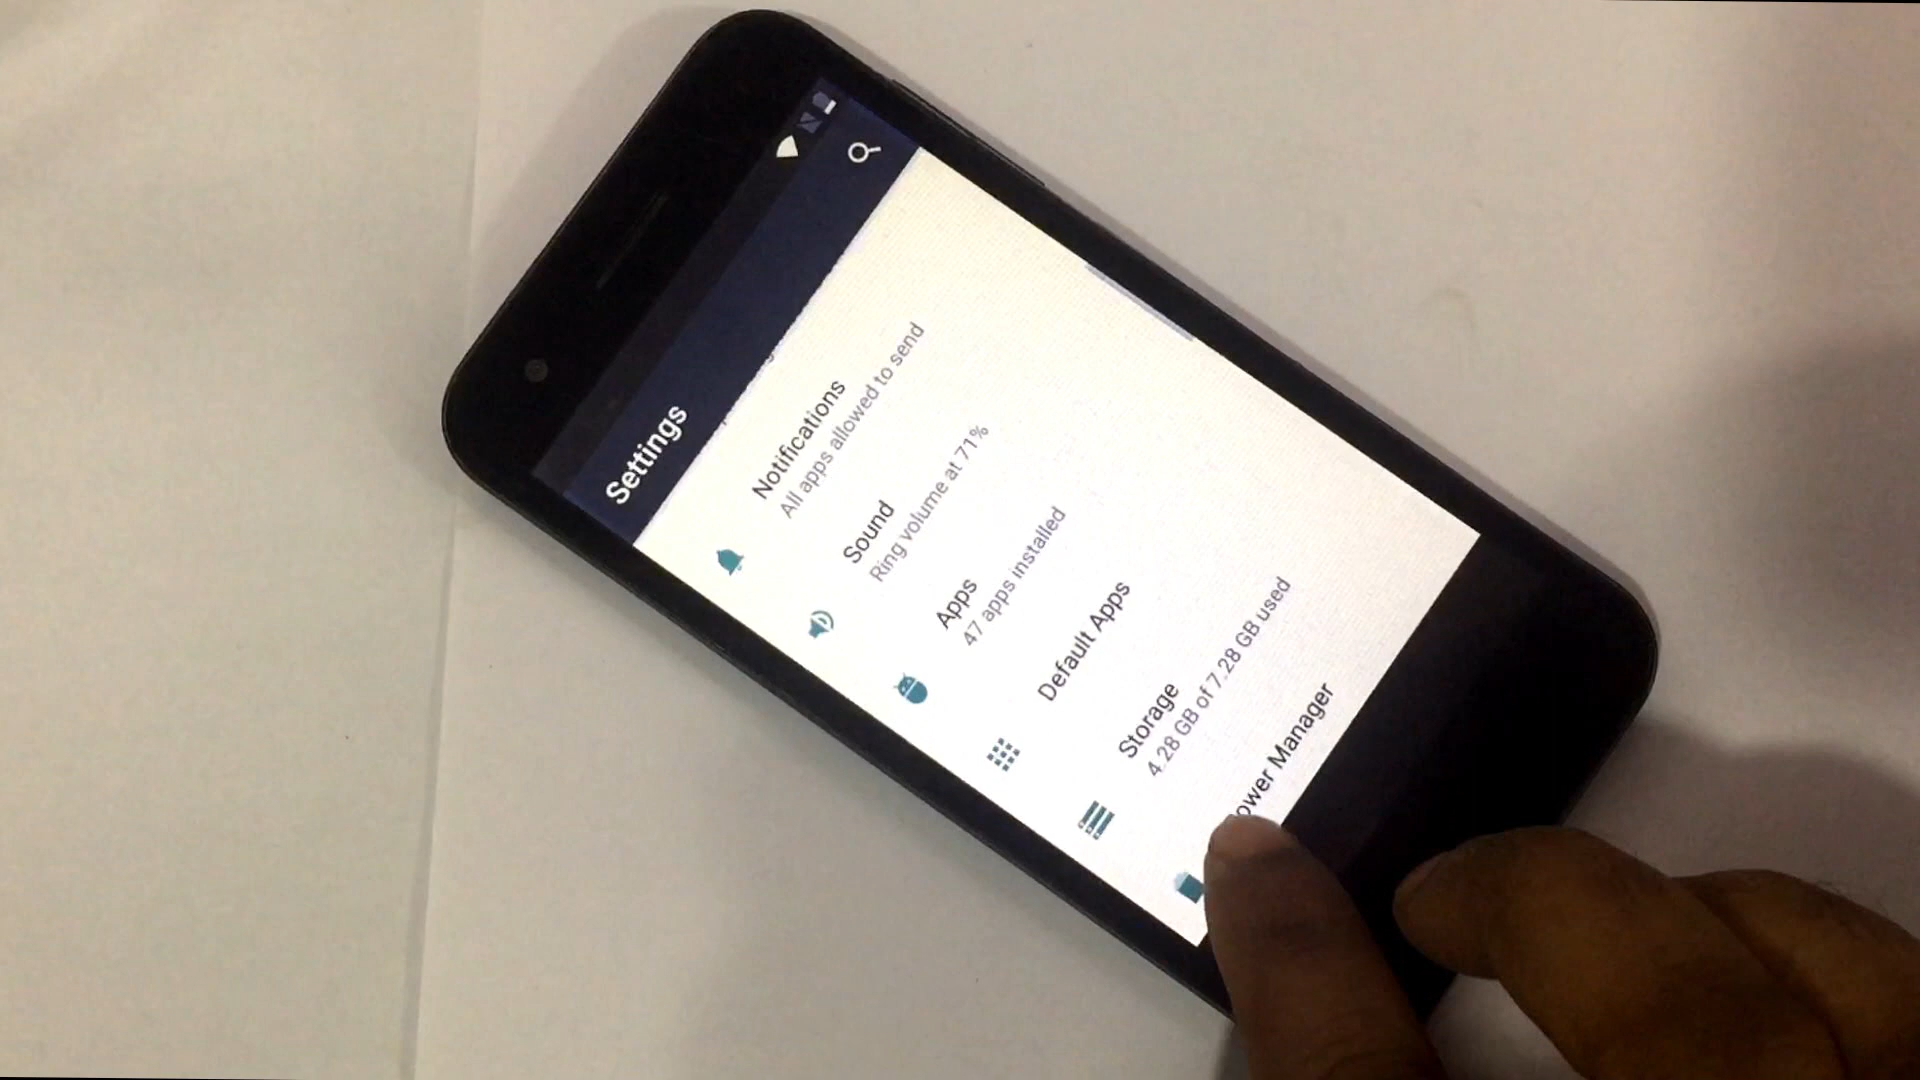 Settings
Notifications
All apps allowed to send
Sound
Ring volume at 71%
Apps
47 apps installed
Default Apps
Storage
4.28 GB of 7.28 GB used
ower Manager